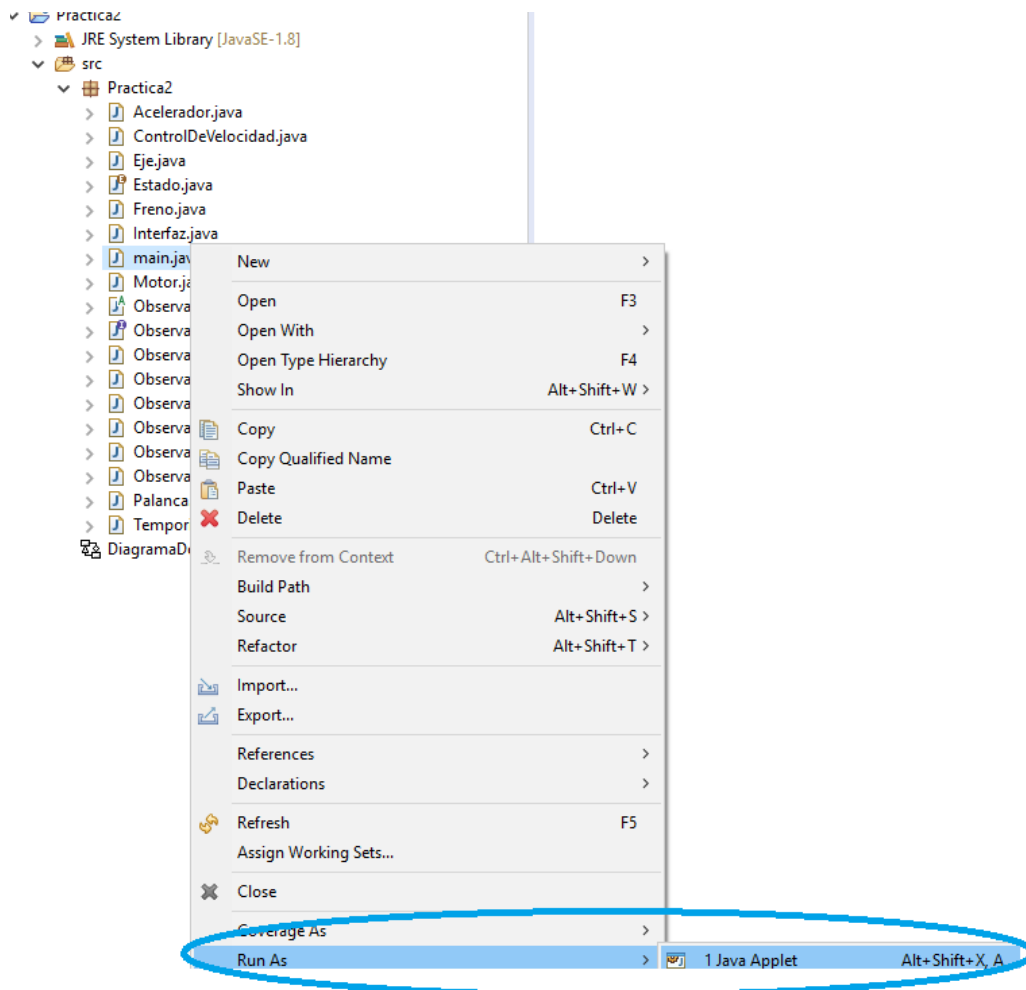 Practica2
JRE System Library [JavaSE-1.8]
src
Practica2
Acelerador.java
ControlDeVelocidad.java
Eje.java
Estado.java
Freno.java
Interfaz.java
main.jav
Motor.ja
Observa
Observa
Observa
Observa
Observa
Observa
Observa
Observa
Palanca
Tempor
DiagramaD
New
Open F3
Open With
Open Type Hierarchy F4
Show In Alt+Shift+W
Copy Ctrl+C
Copy Qualified Name
Paste Ctrl+V
Delete Delete
Remove from Context Ctrl+Alt+Shift+Down
Build Path
Source Alt+Shift+S
Refactor Alt+Shift+T
Import...
Export...
References
Declarations
Refresh F5
Assign Working Sets...
Close
Coverage As
Run As 1 Java Applet Alt+Shift+X, A